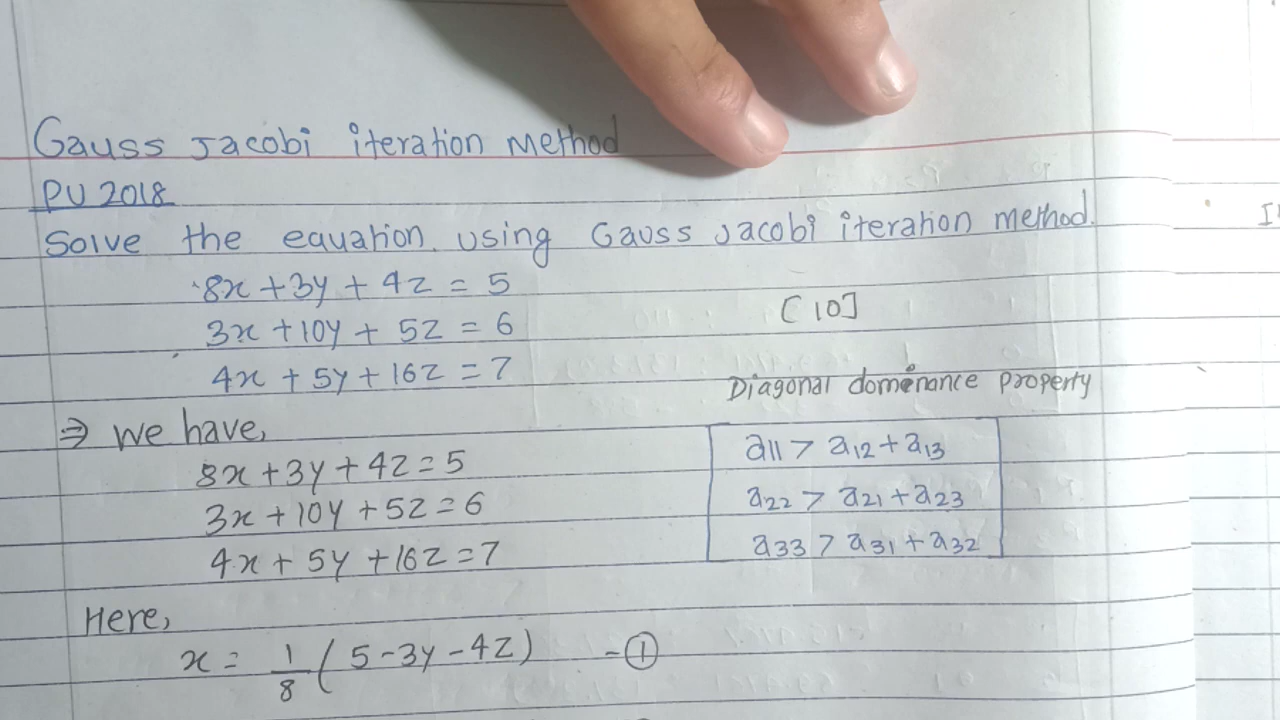 Gauss Jacobi iteration method
PU 2018
Solve the equation. using Gauss Jacobi iteration method.
8x + 3y + 4z = 5
[10]
3x + 10y + 5z = 6
4x + 5y + 16z = 7
Diagonal domenance property
⇒ We have,
a11 > a12 + a13
8x + 3y + 4z = 5
a22 > a21 + a23
3x + 10y + 5z = 6
a33 > a31 + a32
4x + 5y + 16z = 7
Here,
x = 1/8 ( 5 - 3y - 4z) - ①